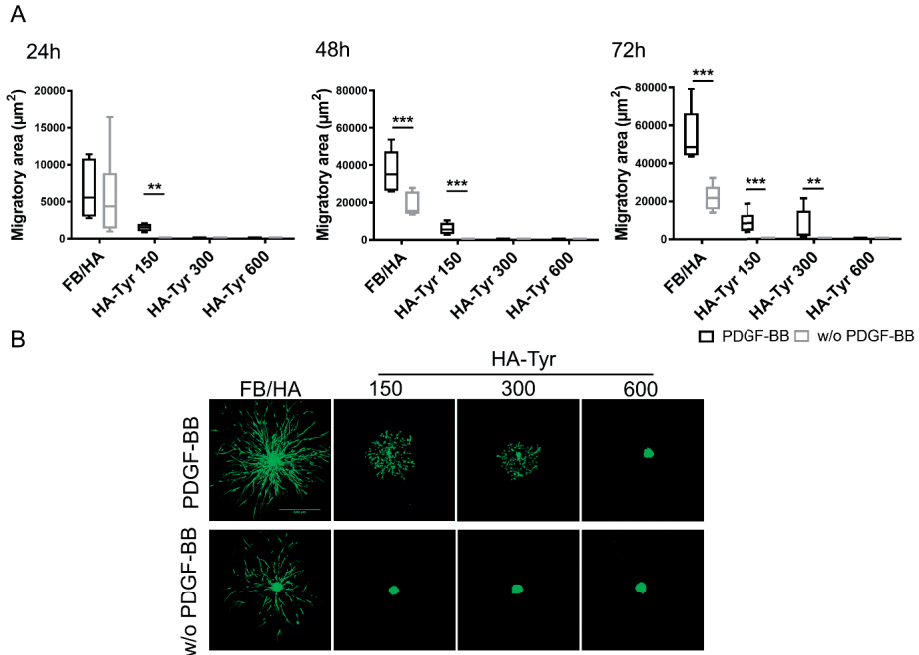 A
24h
48h
72h
Migratory area (µm²)
20000
15000
10000
5000
0
**
FB/HA
HA-Tyr 150
HA-Tyr 300
HA-Tyr 600
Migratory area (µm²)
80000
60000
40000
20000
0
***
***
FB/HA
HA-Tyr 150
HA-Tyr 300
HA-Tyr 600
Migratory area (µm²)
80000
60000
40000
20000
0
***
***
**
FB/HA
HA-Tyr 150
HA-Tyr 300
HA-Tyr 600
PDGF-BB w/o PDGF-BB
B
HA-Tyr
FB/HA 150 300 600
PDGF-BB
w/o PDGF-BB